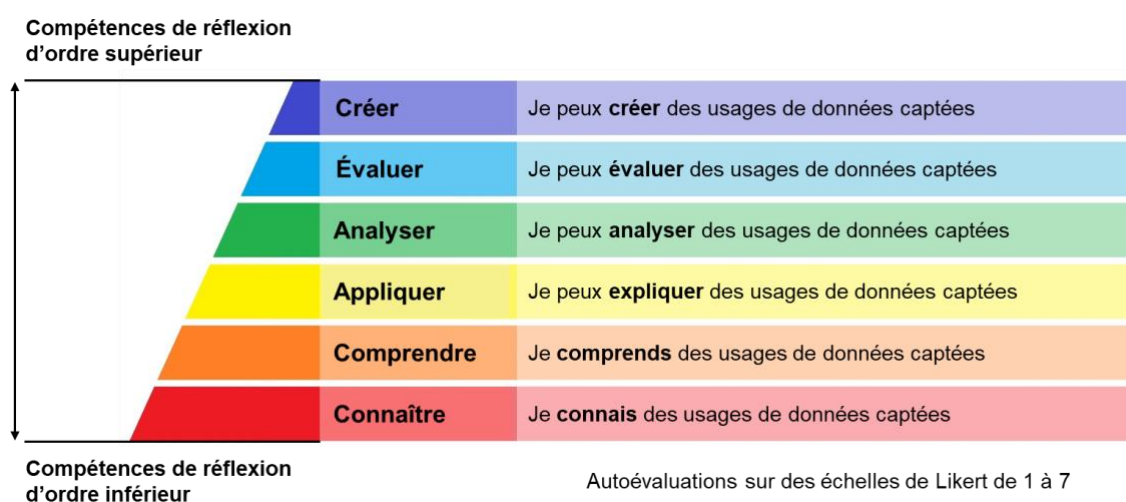 Compétences de réflexion
d'ordre supérieur
Créer Je peux créer des usages de données captées
Évaluer Je peux évaluer des usages de données captées
Analyser Je peux analyser des usages de données captées
Appliquer Je peux expliquer des usages de données captées
Comprendre Je comprends des usages de données captées
Connaître Je connais des usages de données captées
Compétences de réflexion
d'ordre inférieur
Autoévaluations sur des échelles de Likert de 1 à 7